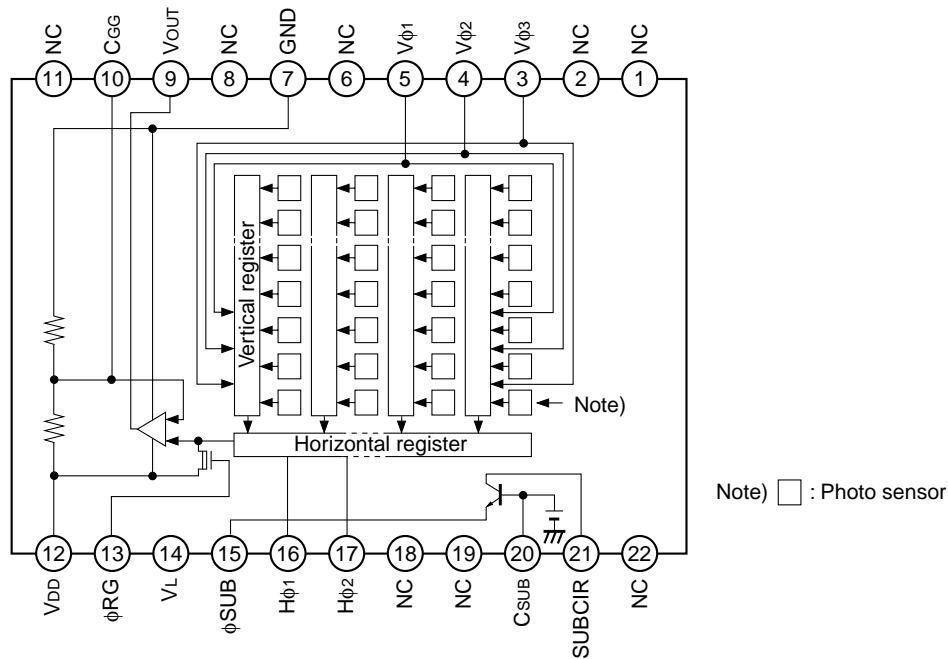 NC CGG VOUT NC GND NC Vϕ1 Vϕ2 Vϕ3 NC NC
11 10 9 8 7 6 5 4 3 2 1
Vertical register
Note)
Horizontal register
Note) : Photo sensor
12 13 14 15 16 17 18 19 20 21 22
VDD ϕRG VL ϕSUB Hϕ1 Hϕ2 NC NC CSUB SUBCIR NC